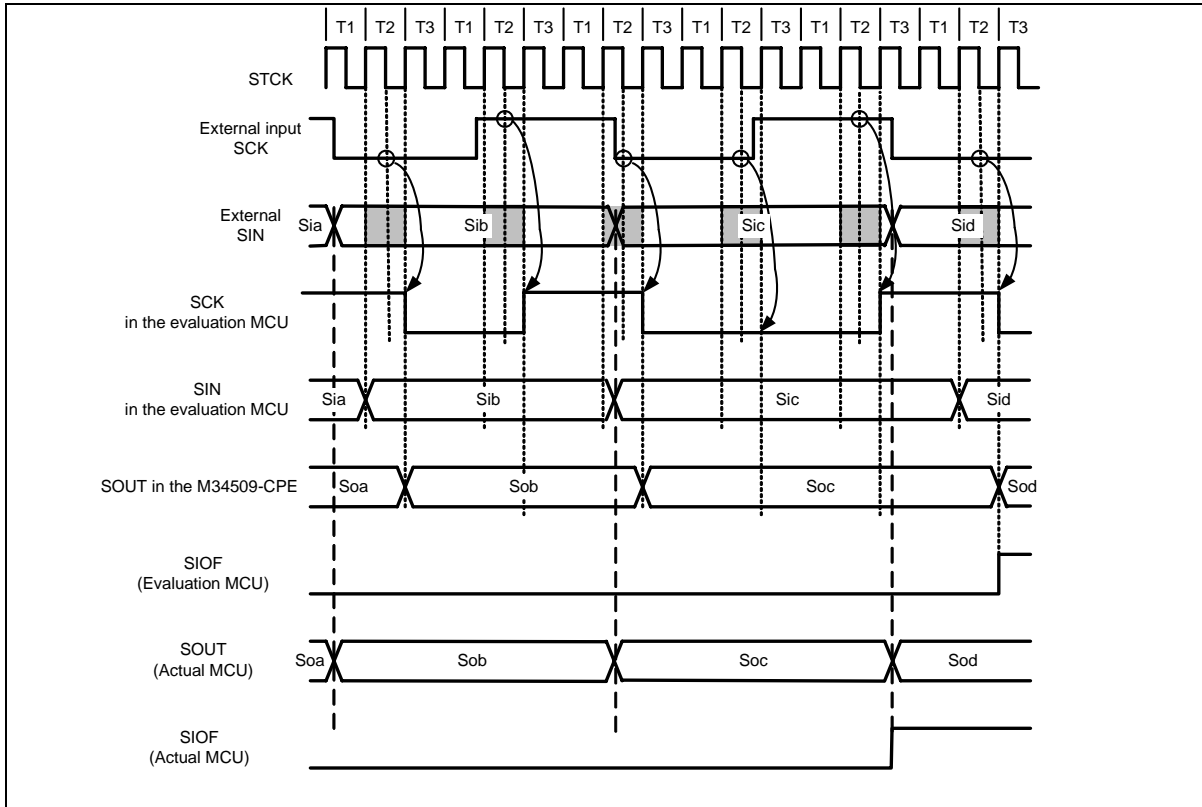 T1 T2 T3 T1 T2 T3 T1 T2 T3 T1 T2 T3 T1 T2 T3 T1 T2 T3
STCK
External input
SCK
External
SIN
Sia Sib Sic Sid
SCK
in the evaluation MCU
SIN
in the evaluation MCU
Sia Sib Sic Sid
SOUT in the M34509-CPE
Soa Sob Soc Sod
SIOF
(Evaluation MCU)
SOUT
(Actual MCU)
Soa Sob Soc Sod
SIOF
(Actual MCU)